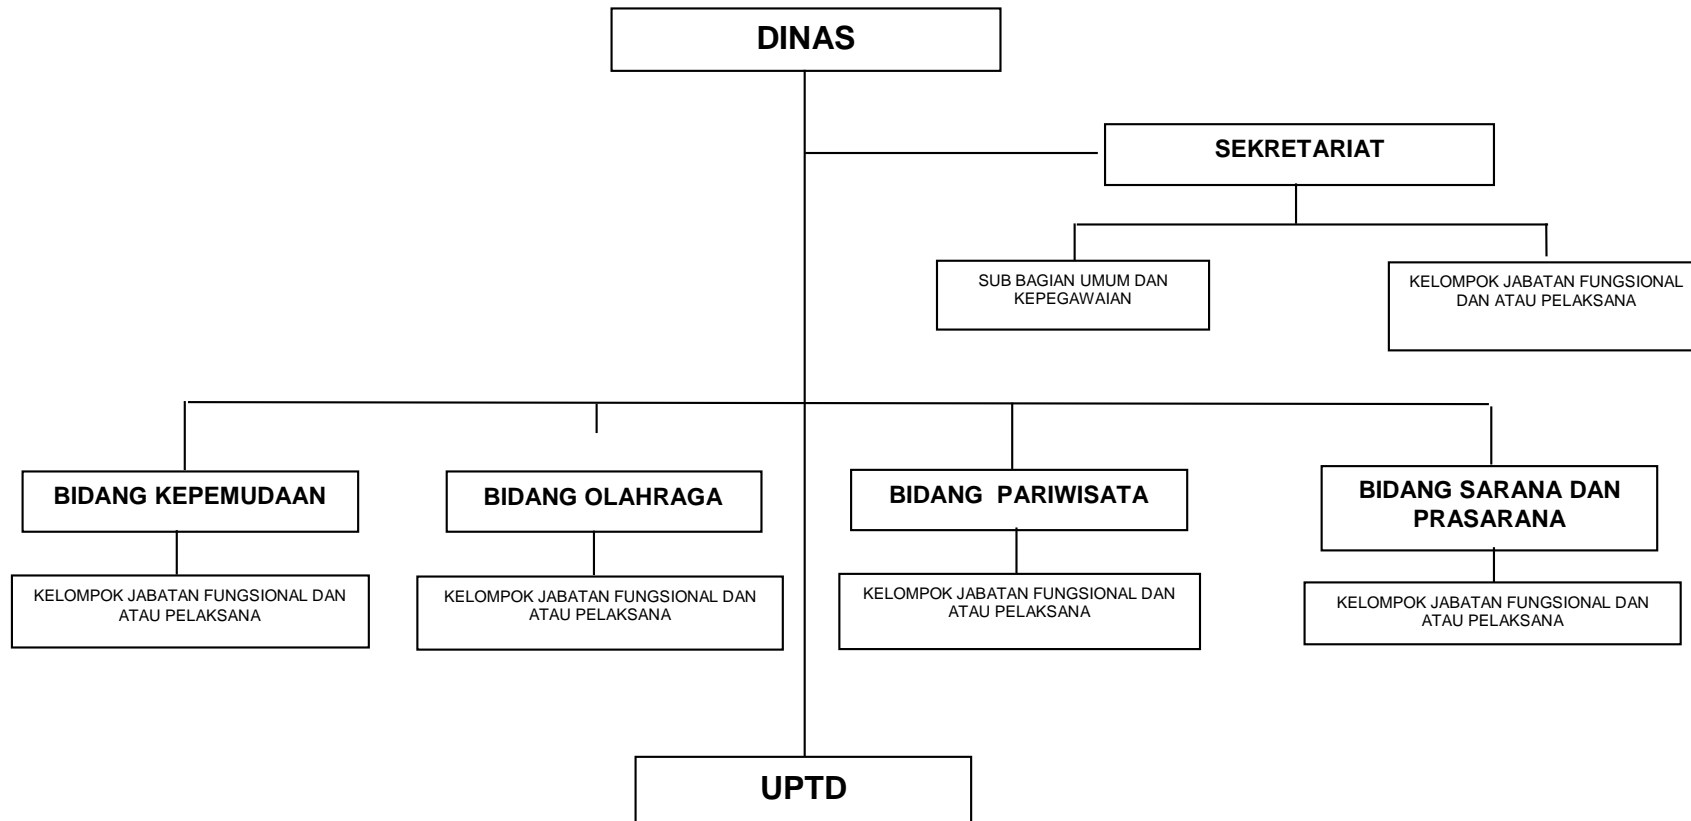 DINAS
SEKRETARIAT
SUB BAGIAN UMUM DAN
KEPEGAWAIAN
KELOMPOK JABATAN FUNGSIONAL
DAN ATAU PELAKSANA
BIDANG KEPEMUDAAN
BIDANG OLAHRAGA
BIDANG PARIWISATA
BIDANG SARANA DAN
PRASARANA
KELOMPOK JABATAN FUNGSIONAL DAN
ATAU PELAKSANA
KELOMPOK JABATAN FUNGSIONAL DAN
ATAU PELAKSANA
KELOMPOK JABATAN FUNGSIONAL DAN
ATAU PELAKSANA
KELOMPOK JABATAN FUNGSIONAL DAN
ATAU PELAKSANA
UPTD